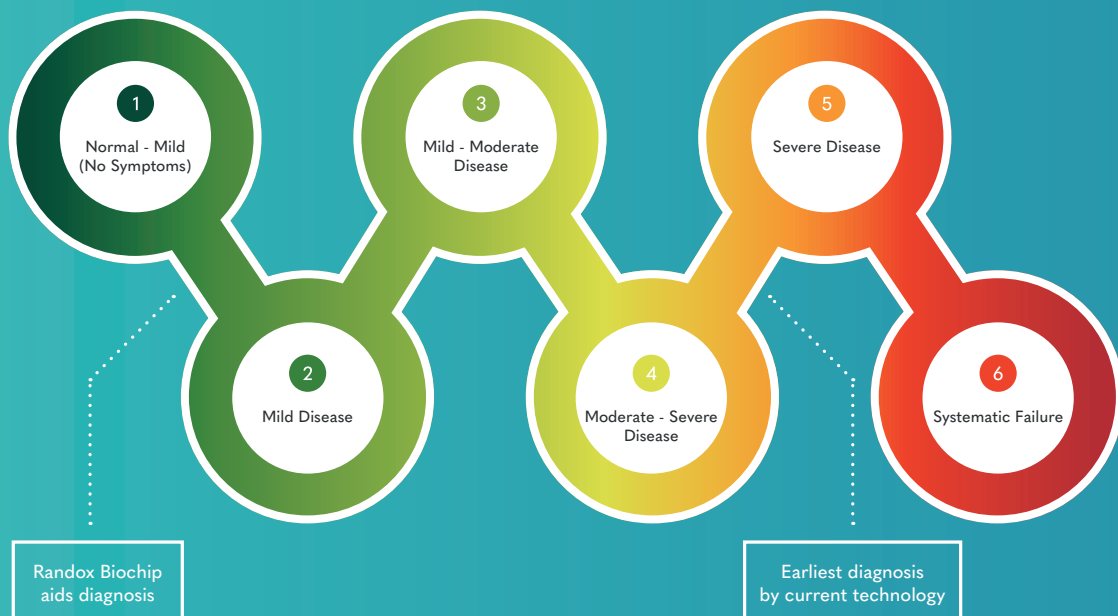 1
Normal - Mild
(No Symptoms)
2
Mild Disease
3
Mild - Moderate
Disease
4
Moderate - Severe
Disease
5
Severe Disease
6
Systematic Failure
Randox Biochip
aids diagnosis
Earliest diagnosis
by current technology